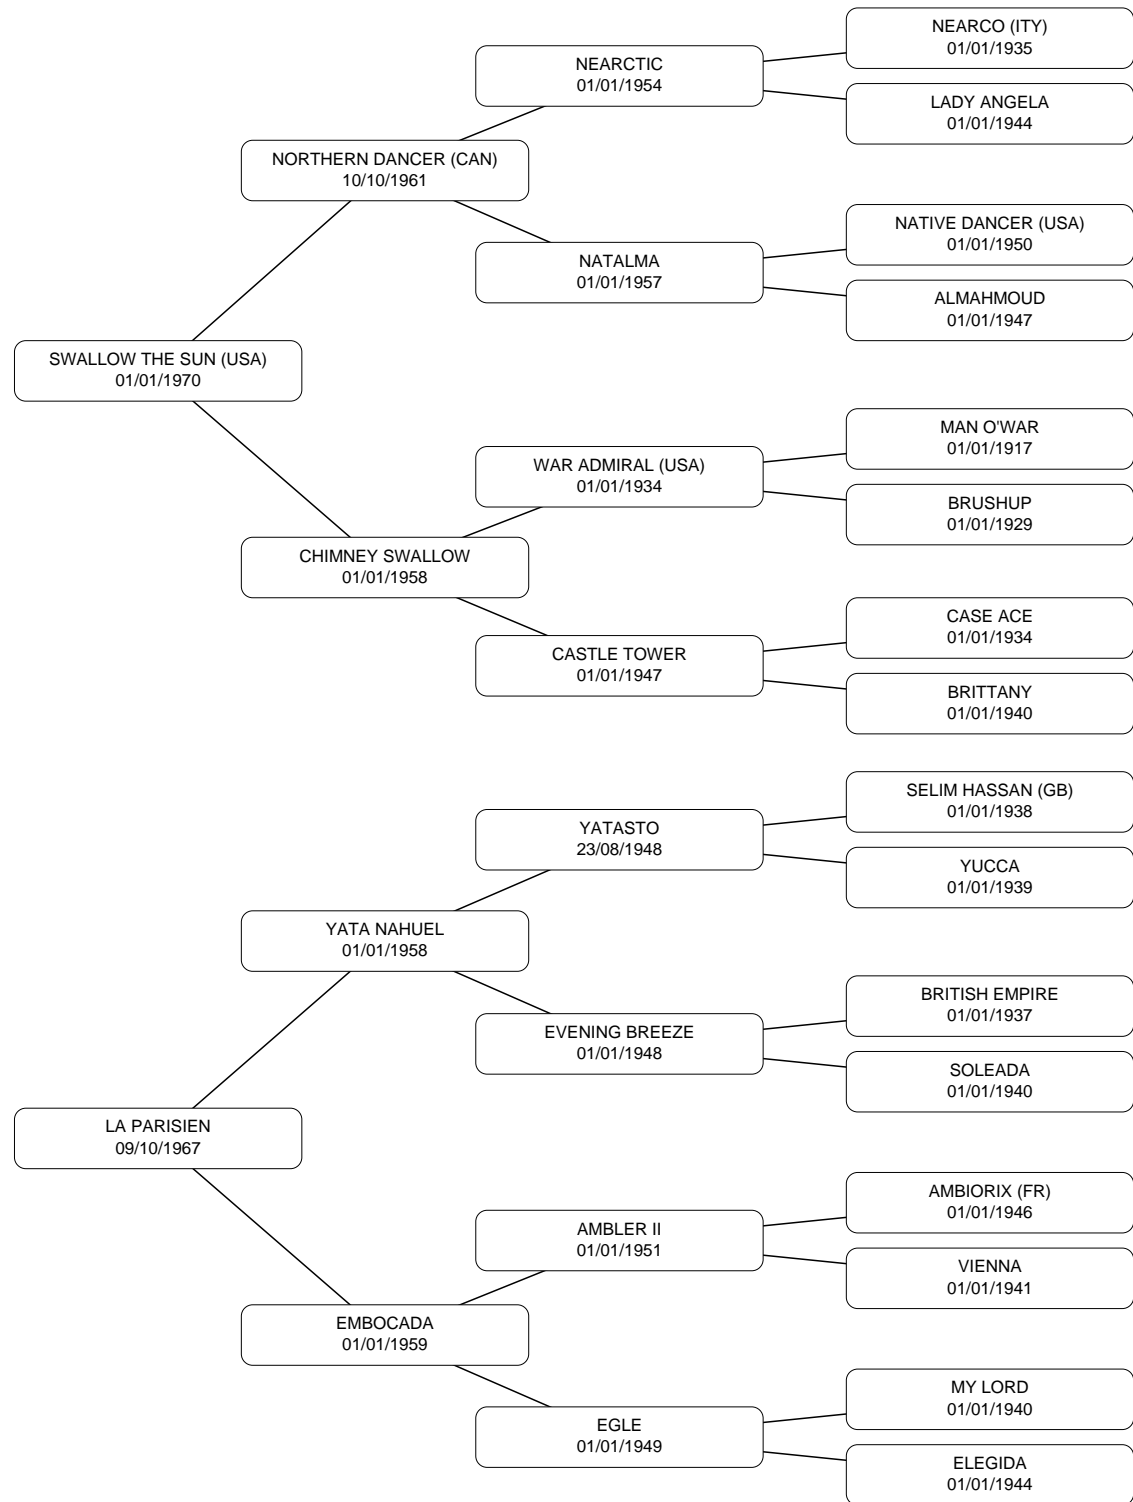 NEARCO (ITY)
01/01/1935
NEARCTIC
01/01/1954
LADY ANGELA
01/01/1944
NORTHERN DANCER (CAN)
10/10/1961
NATIVE DANCER (USA)
01/01/1950
NATALMA
01/01/1957
ALMAHMOUD
01/01/1947
SWALLOW THE SUN (USA)
01/01/1970
MAN O'WAR
01/01/1917
WAR ADMIRAL (USA)
01/01/1934
BRUSHUP
01/01/1929
CHIMNEY SWALLOW
01/01/1958
CASE ACE
01/01/1934
CASTLE TOWER
01/01/1947
BRITTANY
01/01/1940
SELIM HASSAN (GB)
01/01/1938
YATASTO
23/08/1948
YUCCA
01/01/1939
YATA NAHUEL
01/01/1958
BRITISH EMPIRE
01/01/1937
EVENING BREEZE
01/01/1948
SOLEADA
01/01/1940
LA PARISIEN
09/10/1967
AMBIORIX (FR)
01/01/1946
AMBLER II
01/01/1951
VIENNA
01/01/1941
EMBOCADA
01/01/1959
MY LORD
01/01/1940
EGLE
01/01/1949
ELEGIDA
01/01/1944